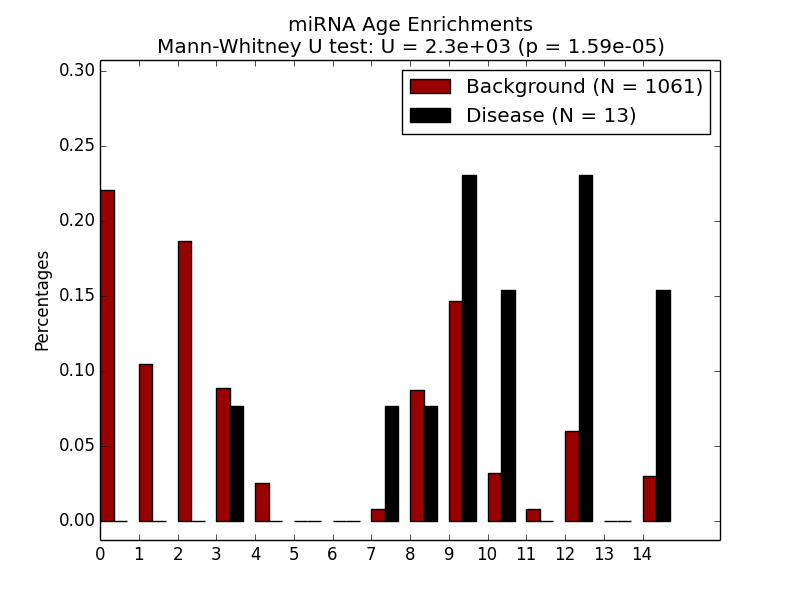 miRNA Age Enrichments
Mann-Whitney U test: U = 2.3e+03 (p = 1.59e-05)
Background (N = 1061)
Disease (N = 13)
Percentages
0.30
0.25
0.20
0.15
0.10
0.05
0.00
0 1 2 3 4 5 6 7 8 9 10 11 12 13 14